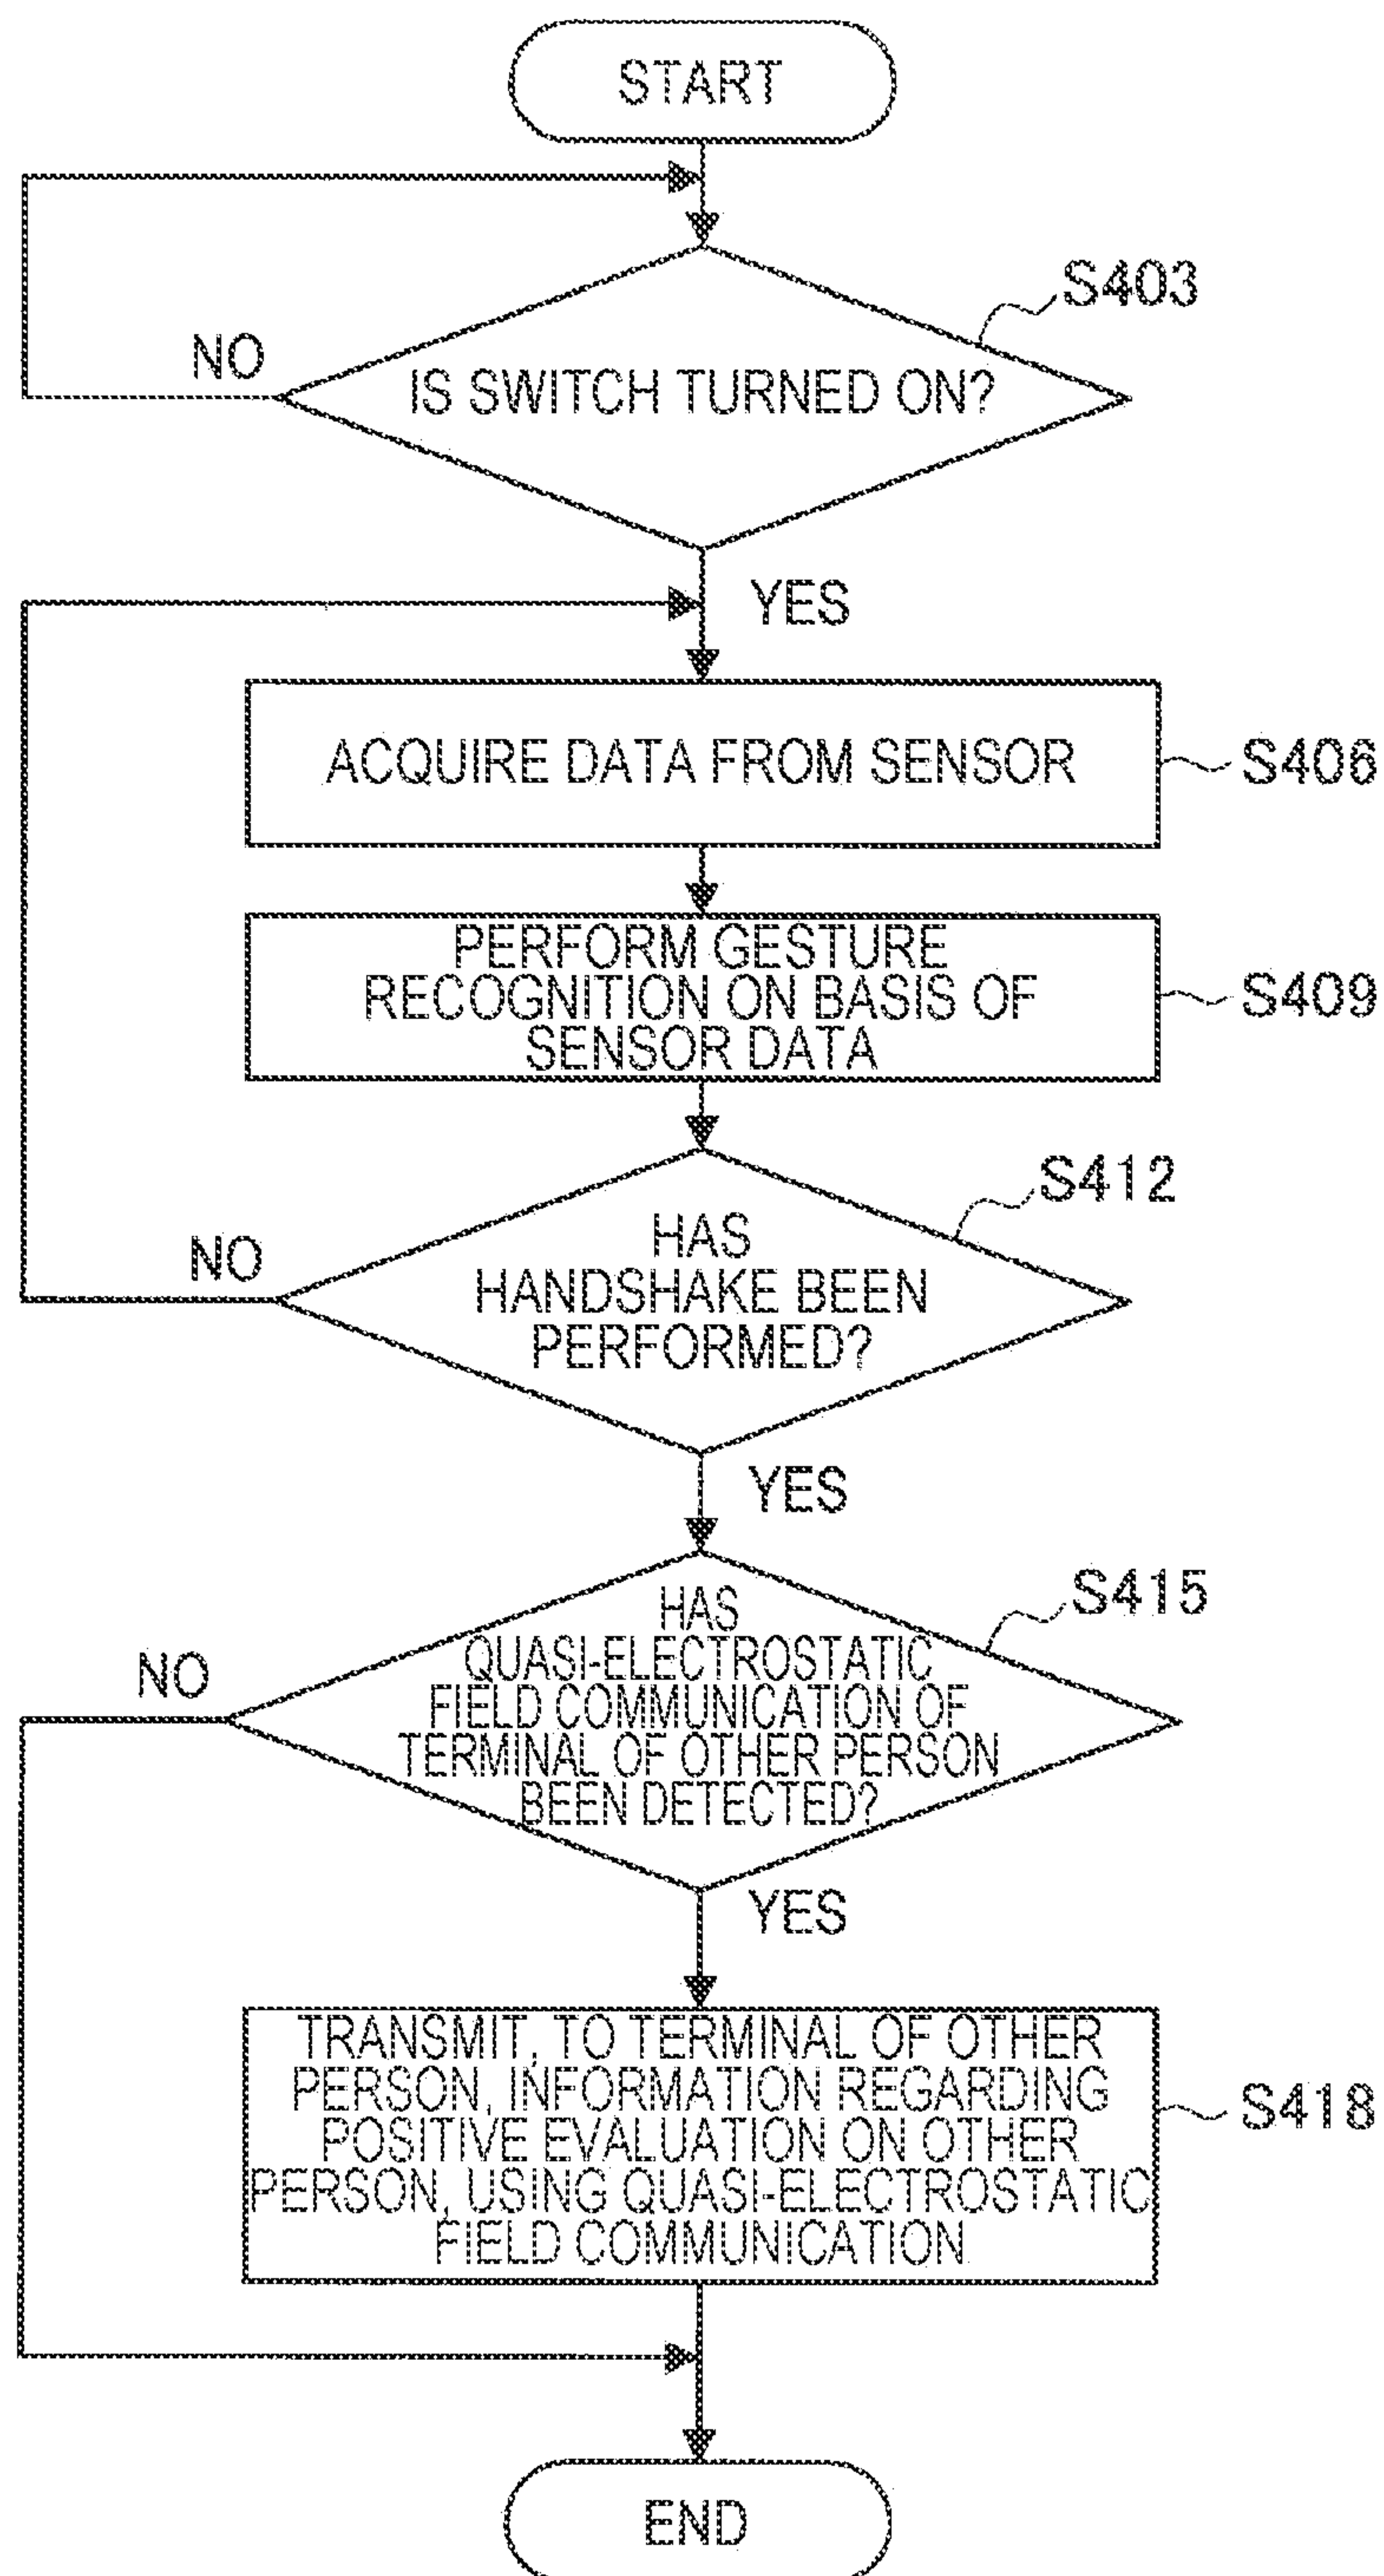 START
S403
NO
IS SWITCH TURNED ON?
YES
ACQUIRE DATA FROM SENSOR
S406
PERFORM GESTURE
RECOGNITION ON BASIS OF
SENSOR DATA
S409
S412
NO
HAS
HANDSHAKE BEEN
PERFORMED?
YES
S415
NO
HAS
QUASI-ELECTROSTATIC
FIELD COMMUNICATION OF
TERMINAL OF OTHER PERSON
BEEN DETECTED?
YES
TRANSMIT, TO TERMINAL OF OTHER
PERSON, INFORMATION REGARDING
POSITIVE EVALUATION ON OTHER
PERSON, USING QUASI-ELECTROSTATIC
FIELD COMMUNICATION
S418
END